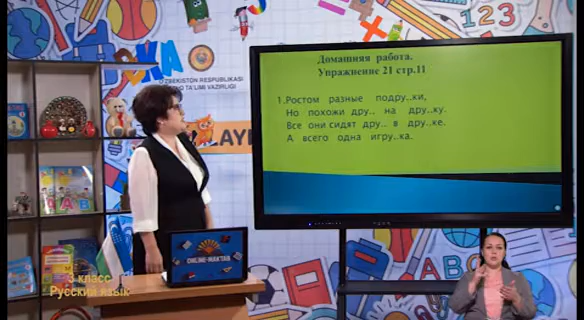 123
O'ZBEKISTON RESPUBLIKASI
TA'LIMI VAZIRLIGI
Домашняя работа.
Упражнение 21 стр.11
1.Ростом разные подру..ки,
Но похожи дру.. на дру..ку.
Все они сидят дру.. в дру..ке.
А всего одна игру..ка.
ONLINE-MAKTAB
ABC
3 класс
Русский язык